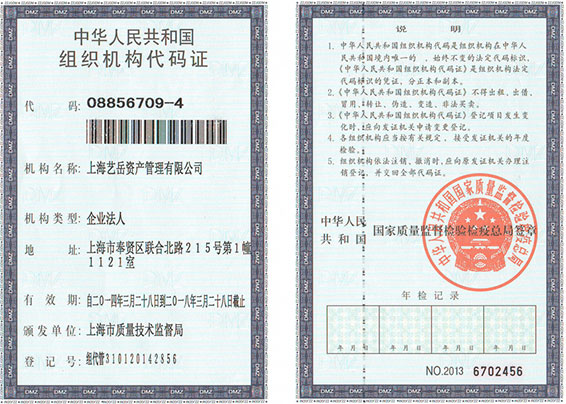 中华人民共和国
组织机构代码证
代 码: 08856709-4
机构名称: 上海艺岳资产管理有限公司
机构类型: 企业法人
地 址: 上海市奉贤区联合北路215号第1幢
1121室
有 效 期: 自二0一四年三月二十八日到二0一八年三月二十八日截止
颁发单位: 上海市质量技术监督局
登 记 号: 组代管310120142856
说 明
1. 中华人民共和国组织机构代码是组织机构在中华人
民共和国境内唯一的、始终不变的法定代码标识,
《中华人民共和国组织机构代码证》是组织机构法定
代码标识的凭证,分正本和副本。
2.《中华人民共和国组织机构代码证》不得出租、出借、
冒用、转让、伪造、变造、非法买卖。
3.《中华人民共和国组织机构代码证》登记项目发生变
化时,应向发证机关申请变更登记。
4. 各组织机构应当按有关规定,接受发证机关的年度
检验。
5. 组织机构依法注销、撤消时,应向原发证机关办理注
销登记,并交回全部代码证。
中华人民
共和国 国家质量监督检验检疫总局签章
中华人民共和国国家质量监督检验检疫总局
年检记录
年 月 日 年 月 日 年 月 日 年 月 日
NO.2013 6702456